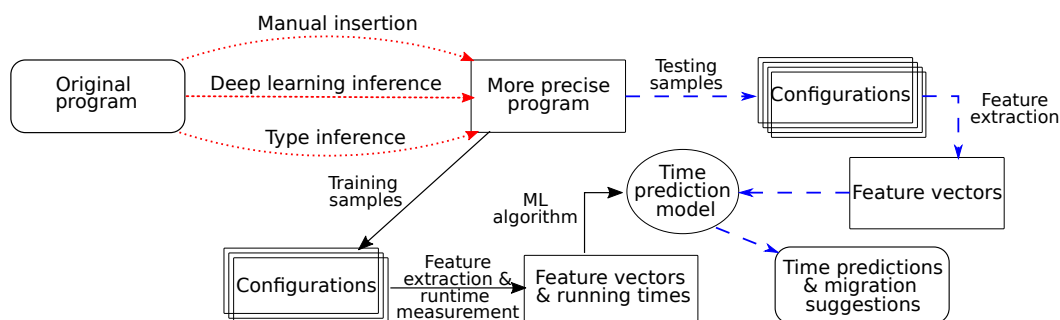 Manual insertion
Original
program
Deep learning inference
Type inference
More precise
program
Testing
samples
Configurations
Feature
extraction
Feature vectors
Time
prediction
model
Training
samples
ML
algorithm
Configurations
Feature
extraction &
runtime
measurement
Feature vectors
& running times
Time predictions
& migration
suggestions